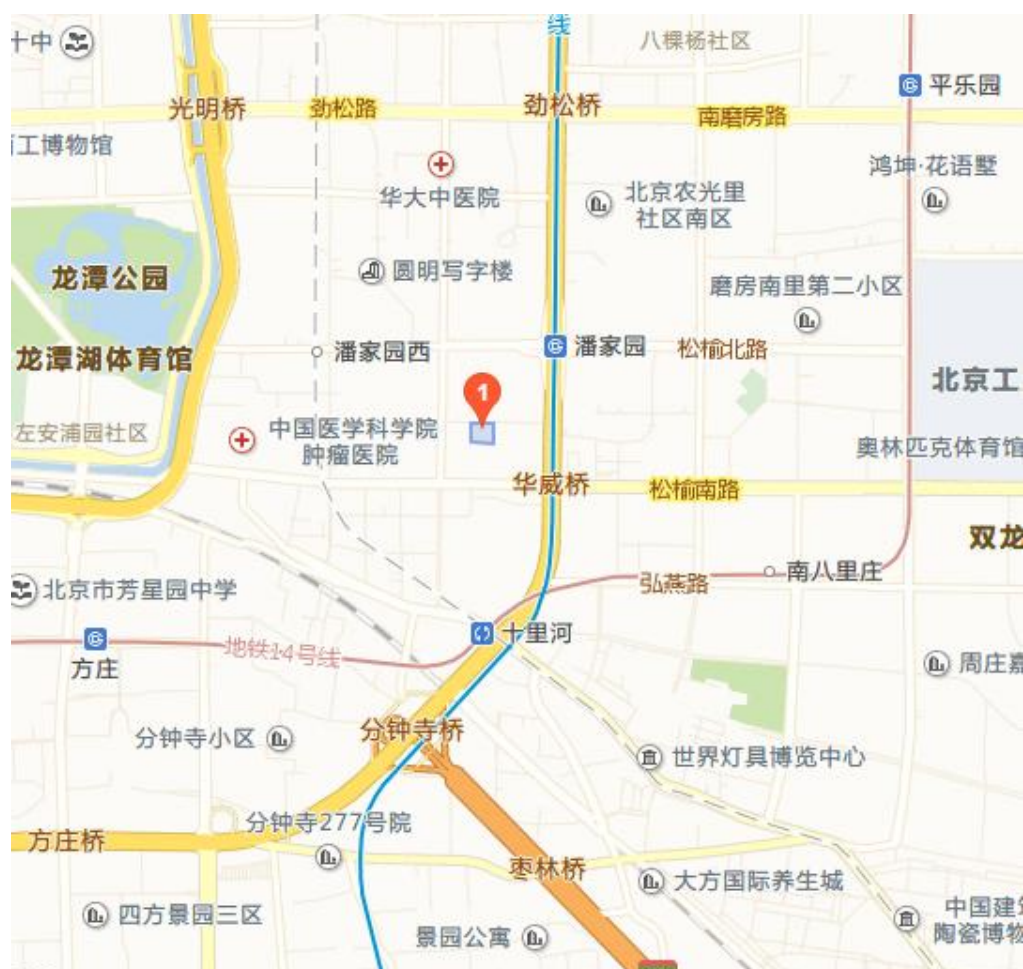 线
十中
八棵杨社区
平乐园
光明桥
劲松路
劲松桥
南磨房路
工博物馆
鸿坤·花语墅
华大中医院
北京农光里
社区南区
龙潭公园
圆明写字楼
磨房南里第二小区
龙潭湖体育馆
潘家园西
潘家园
松榆北路
北京工
1
左安浦园社区
中国医学科学院
肿瘤医院
奥林匹克体育馆
华威桥
松榆南路
双龙
北京市芳星园中学
弘燕路
南八里庄
十里河
地铁14号线
方庄
周庄嘉
分钟寺小区
分钟寺桥
世界灯具博览中心
方庄桥
分钟寺277号院
枣林桥
大方国际养生城
四方景园三区
景园公寓
中国建筑
陶瓷博物